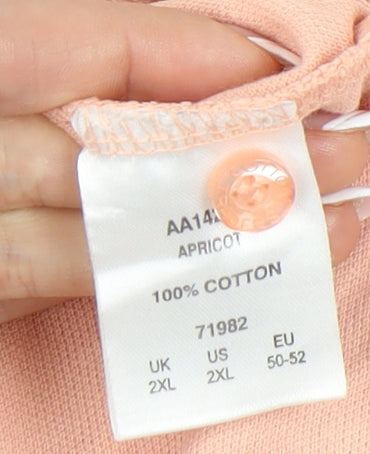 APRICOT
100% COTTON
71982
UK US EU
2XL 2XL 50-52